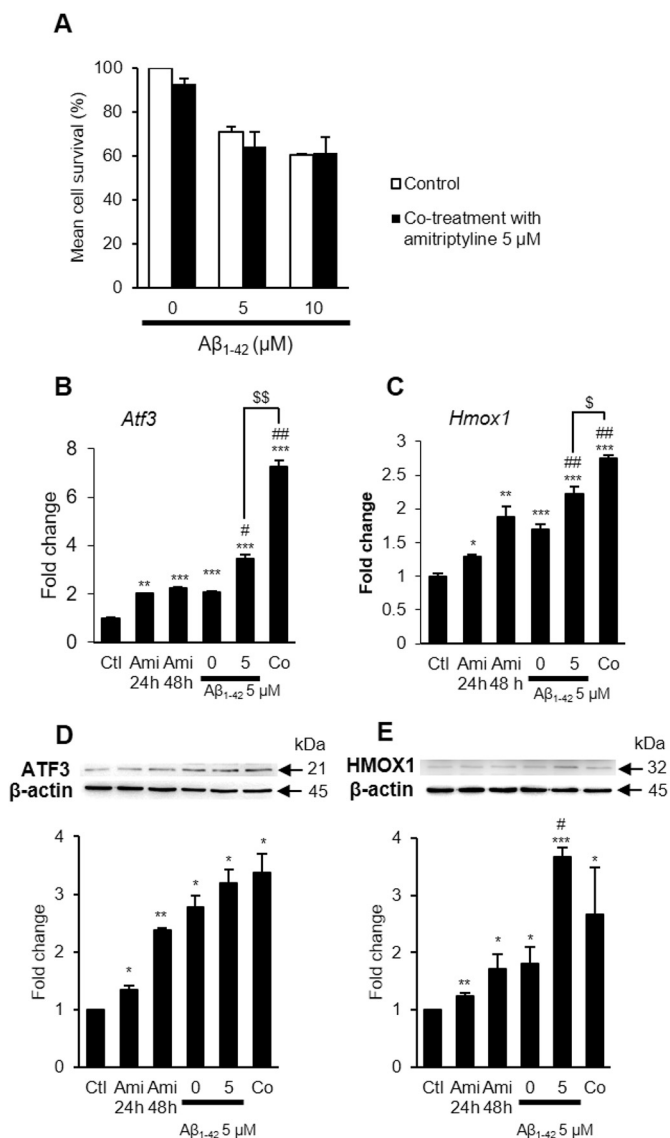 A
Mean cell survival (%)
100
80
60
40
20
0
0 5 10
Aβ1-42 (µM)
Control
Co-treatment with
amitriptyline 5 µM
B
Atf3
$$
##
***
#
***
** *** ***
Fold change
8
6
4
2
0
Ctl Ami Ami 0 5 Co
24h 48h
Aβ1-42 5 µM
C
Hmox1
$
##
***
##
***
* ** ***
Fold change
3
2.5
2
1.5
1
0.5
0
Ctl Ami Ami 0 5 Co
24h 48 h
Aβ1-42 5 µM
D
kDa
ATF3 21
β-actin 45
Fold change
4
3
2
1
0
* ** * * *
Ctl Ami Ami 0 5 Co
24h 48h
Aβ1-42 5 µM
E
kDa
HMOX1 32
β-actin 45
Fold change
4
3
2
1
0
#
***
** * * *
Ctl Ami Ami 0 5 Co
24h 48h
Aβ1-42 5 µM